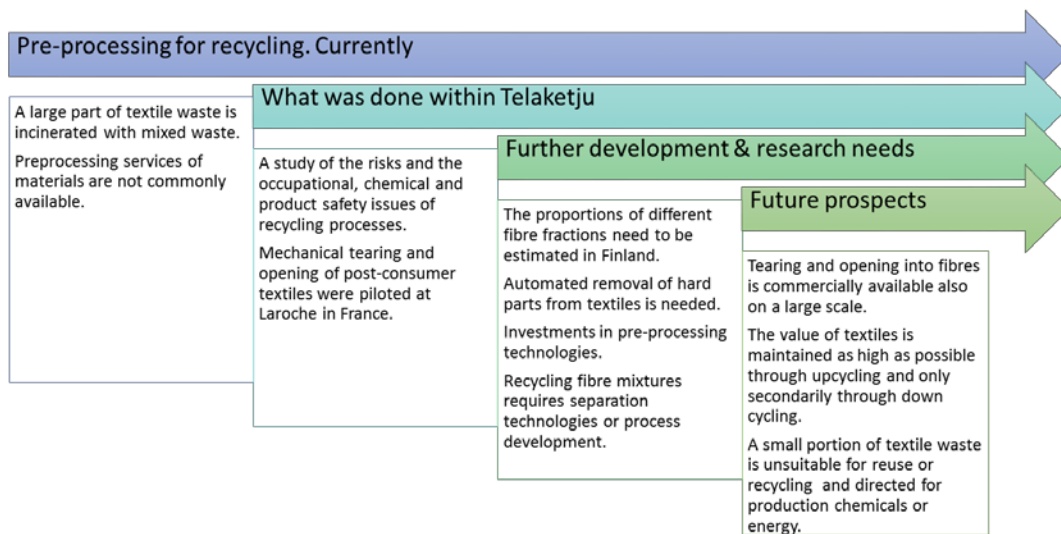 Pre-processing for recycling. Currently
A large part of textile waste is
incinerated with mixed waste.
Preprocessing services of
materials are not commonly
available.
What was done within Telaketju
A study of the risks and the
occupational, chemical and
product safety issues of
recycling processes.
Mechanical tearing and
opening of post-consumer
textiles were piloted at
Laroche in France.
Further development & research needs
The proportions of different
fibre fractions need to be
estimated in Finland.
Automated removal of hard
parts from textiles is needed.
Investments in pre-processing
technologies.
Recycling fibre mixtures
requires separation
technologies or process
development.
Future prospects
Tearing and opening into fibres
is commercially available also
on a large scale.
The value of textiles is
maintained as high as possible
through upcycling and only
secondarily through down
cycling.
A small portion of textile waste
is unsuitable for reuse or
recycling and directed for
production chemicals or
energy.